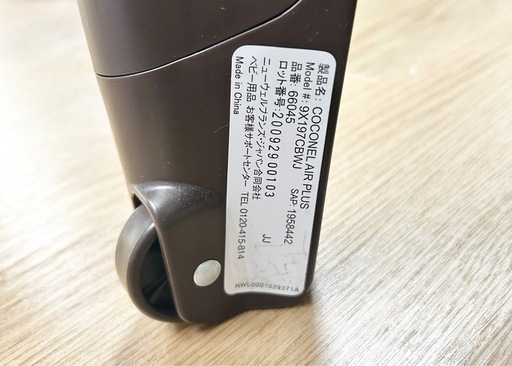 製品名: COCONEL AIR PLUS
Model #: 9X197CBWJ
品番: 66045 SAP: 1958442
ロット番号: 200929 00103
ニューウェルブランズ・ジャパン合同会社 JJ
ベビー用品 お客様サポートセンター TEL 0120-415-814
Made in China
NWL0001029371A